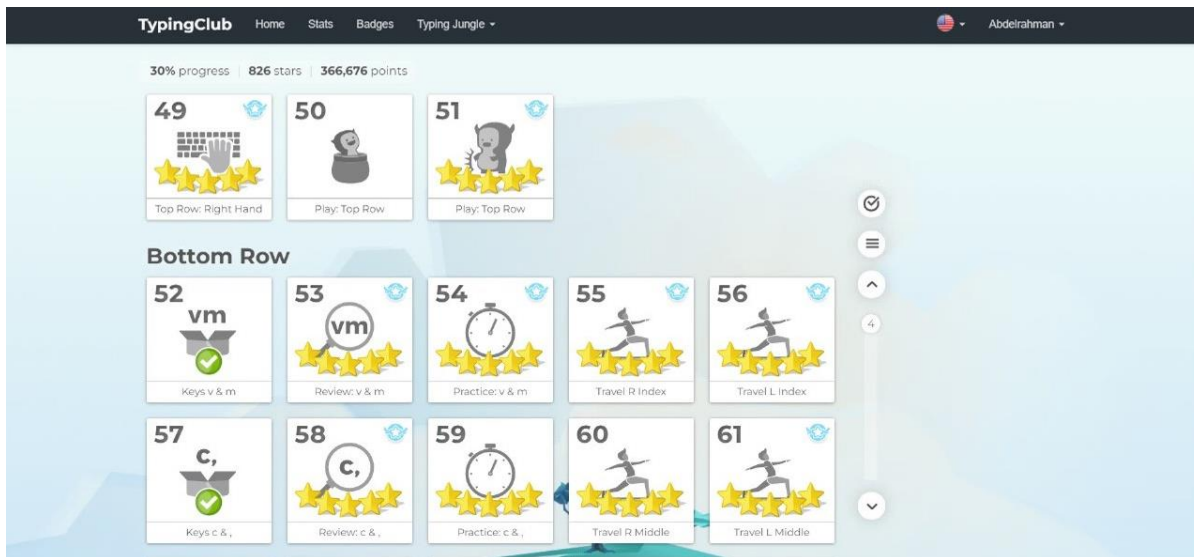 TypingClub Home Stats Badges Typing Jungle Abdelrahman
30% progress 826 stars 366,676 points
49 50 51
Top Row: Right Hand Play: Top Row Play: Top Row
Bottom Row
52 53 54 55 56
vm vm
Keys v & m Review: v & m Practice: v & m Travel R Index Travel L Index
4
57 58 59 60 61
c, c,
Keys c & , Review: c & , Practice: c & , Travel R Middle Travel L Middle